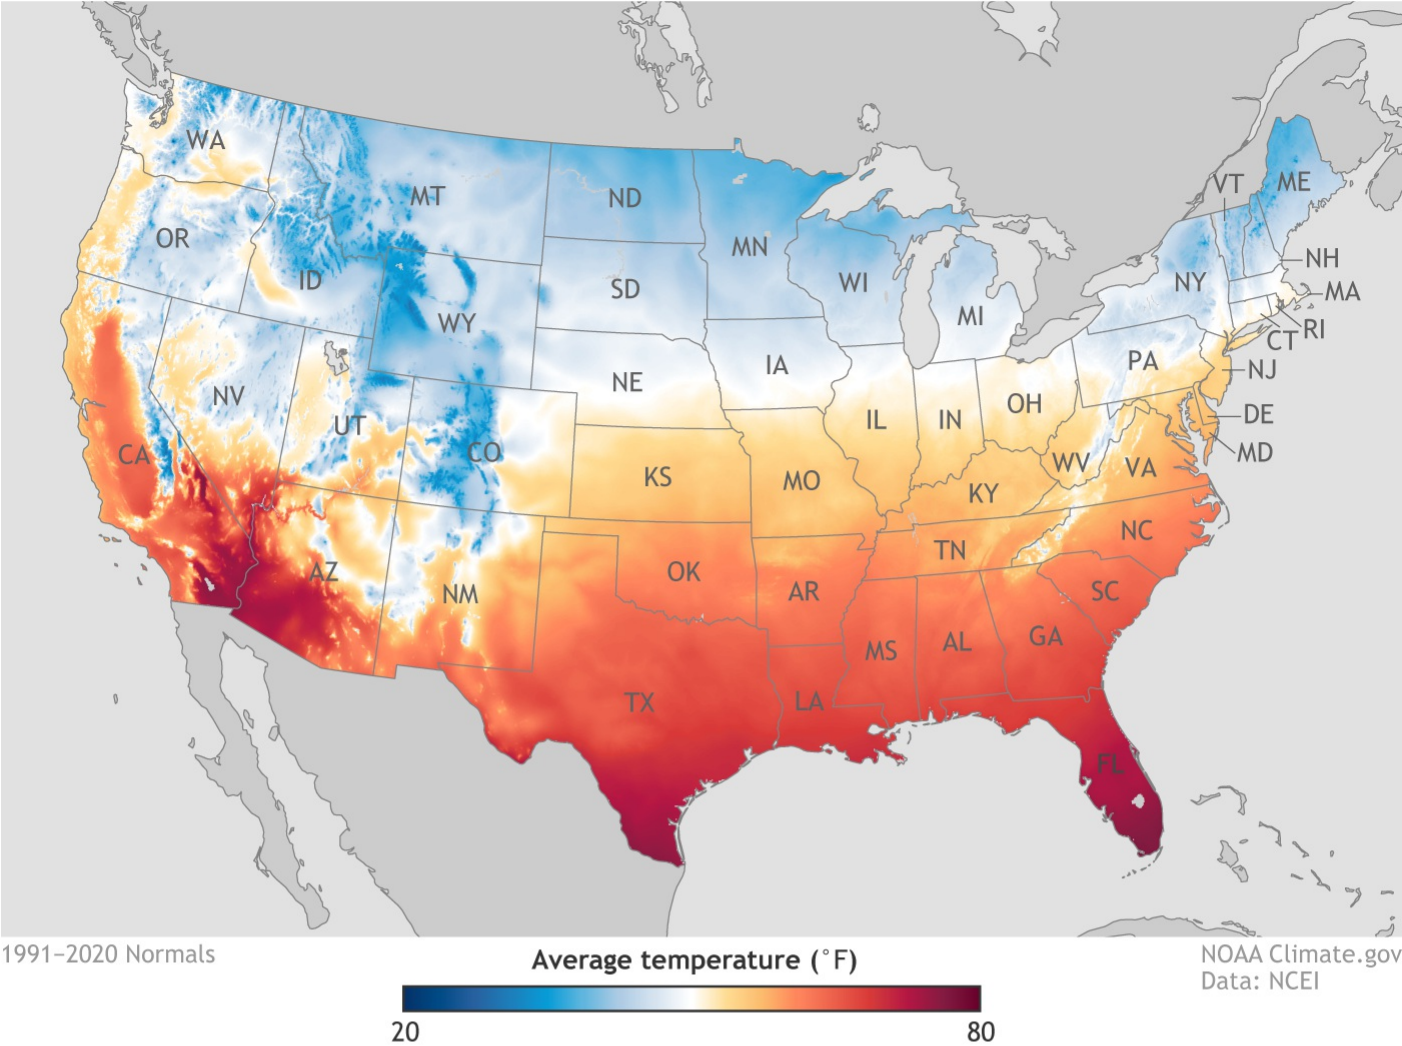 WA
MT
ND
MN
VT
ME
OR
ID
SD
WI
NY
NH
WY
MI
MA
CT
RI
NV
NE
IA
PA
NJ
UT
IL
IN
OH
DE
CA
CO
KS
MO
KY
WV
VA
MD
AZ
NM
OK
AR
TN
NC
SC
TX
LA
MS
AL
GA
FL
1991–2020 Normals
Average temperature (°F)
NOAA Climate.gov
Data: NCEI
20
80